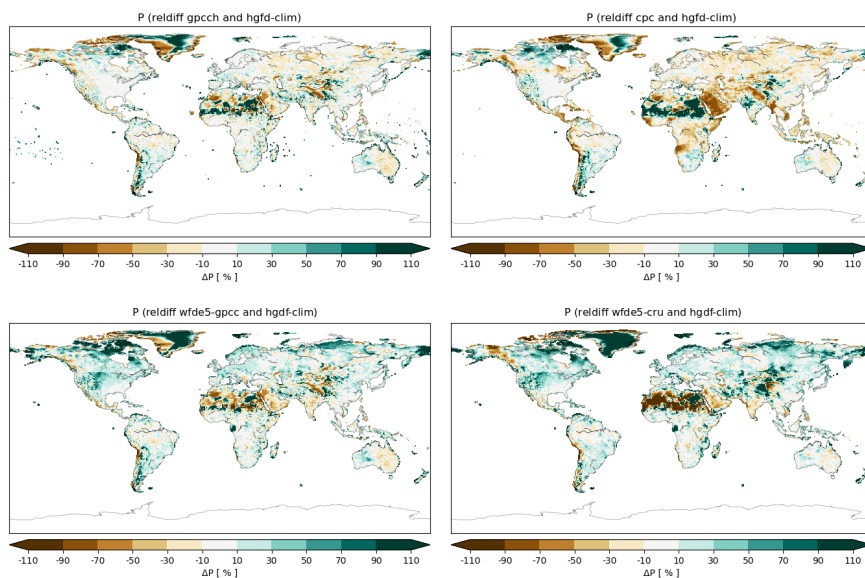 P (reldiff gpcch and hgfd-clim)
-110 -90 -70 -50 -30 -10 10 30 50 70 90 110
ΔP [ % ]
P (reldiff cpc and hgfd-clim)
-110 -90 -70 -50 -30 -10 10 30 50 70 90 110
ΔP [ % ]
P (reldiff wfde5-gpcc and hgdf-clim)
-110 -90 -70 -50 -30 -10 10 30 50 70 90 110
ΔP [ % ]
P (reldiff wfde5-cru and hgdf-clim)
-110 -90 -70 -50 -30 -10 10 30 50 70 90 110
ΔP [ % ]